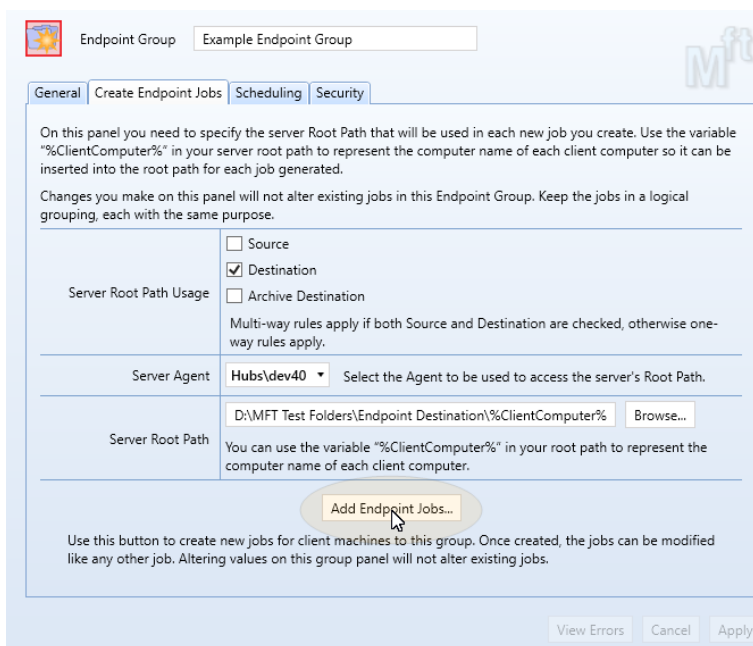 Endpoint Group
Example Endpoint Group
Mft
General
Create Endpoint Jobs
Scheduling
Security
On this panel you need to specify the server Root Path that will be used in each new job you create. Use the variable
"%ClientComputer%" in your server root path to represent the computer name of each client computer so it can be
inserted into the root path for each job generated.
Changes you make on this panel will not alter existing jobs in this Endpoint Group. Keep the jobs in a logical
grouping, each with the same purpose.
Server Root Path Usage
Source
Destination
Archive Destination
Multi-way rules apply if both Source and Destination are checked, otherwise one-
way rules apply.
Server Agent
Hubs\dev40
Select the Agent to be used to access the server's Root Path.
Server Root Path
D:\MFT Test Folders\Endpoint Destination\%ClientComputer%
Browse...
You can use the variable "%ClientComputer%" in your root path to represent the
computer name of each client computer.
Add Endpoint Jobs...
Use this button to create new jobs for client machines to this group. Once created, the jobs can be modified
like any other job. Altering values on this group panel will not alter existing jobs.
View Errors
Cancel
Apply